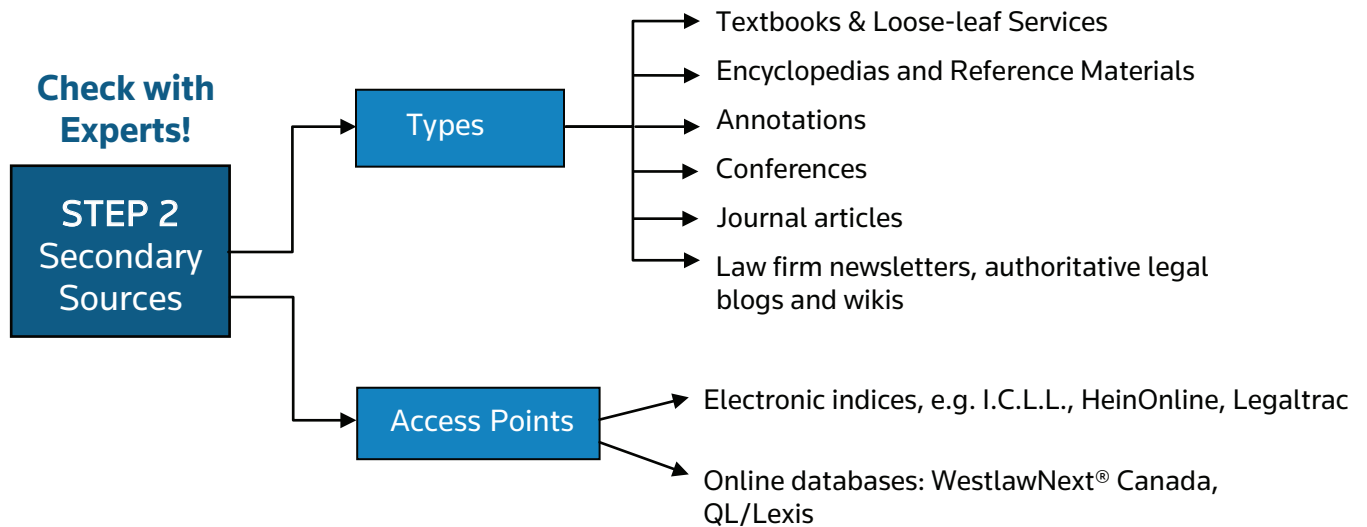 Check with
Experts!
STEP 2
Secondary
Sources
Types
Textbooks & Loose-leaf Services
Encyclopedias and Reference Materials
Annotations
Conferences
Journal articles
Law firm newsletters, authoritative legal
blogs and wikis
Access Points
Electronic indices, e.g. I.C.L.L., HeinOnline, Legaltrac
Online databases: WestlawNext® Canada,
QL/Lexis